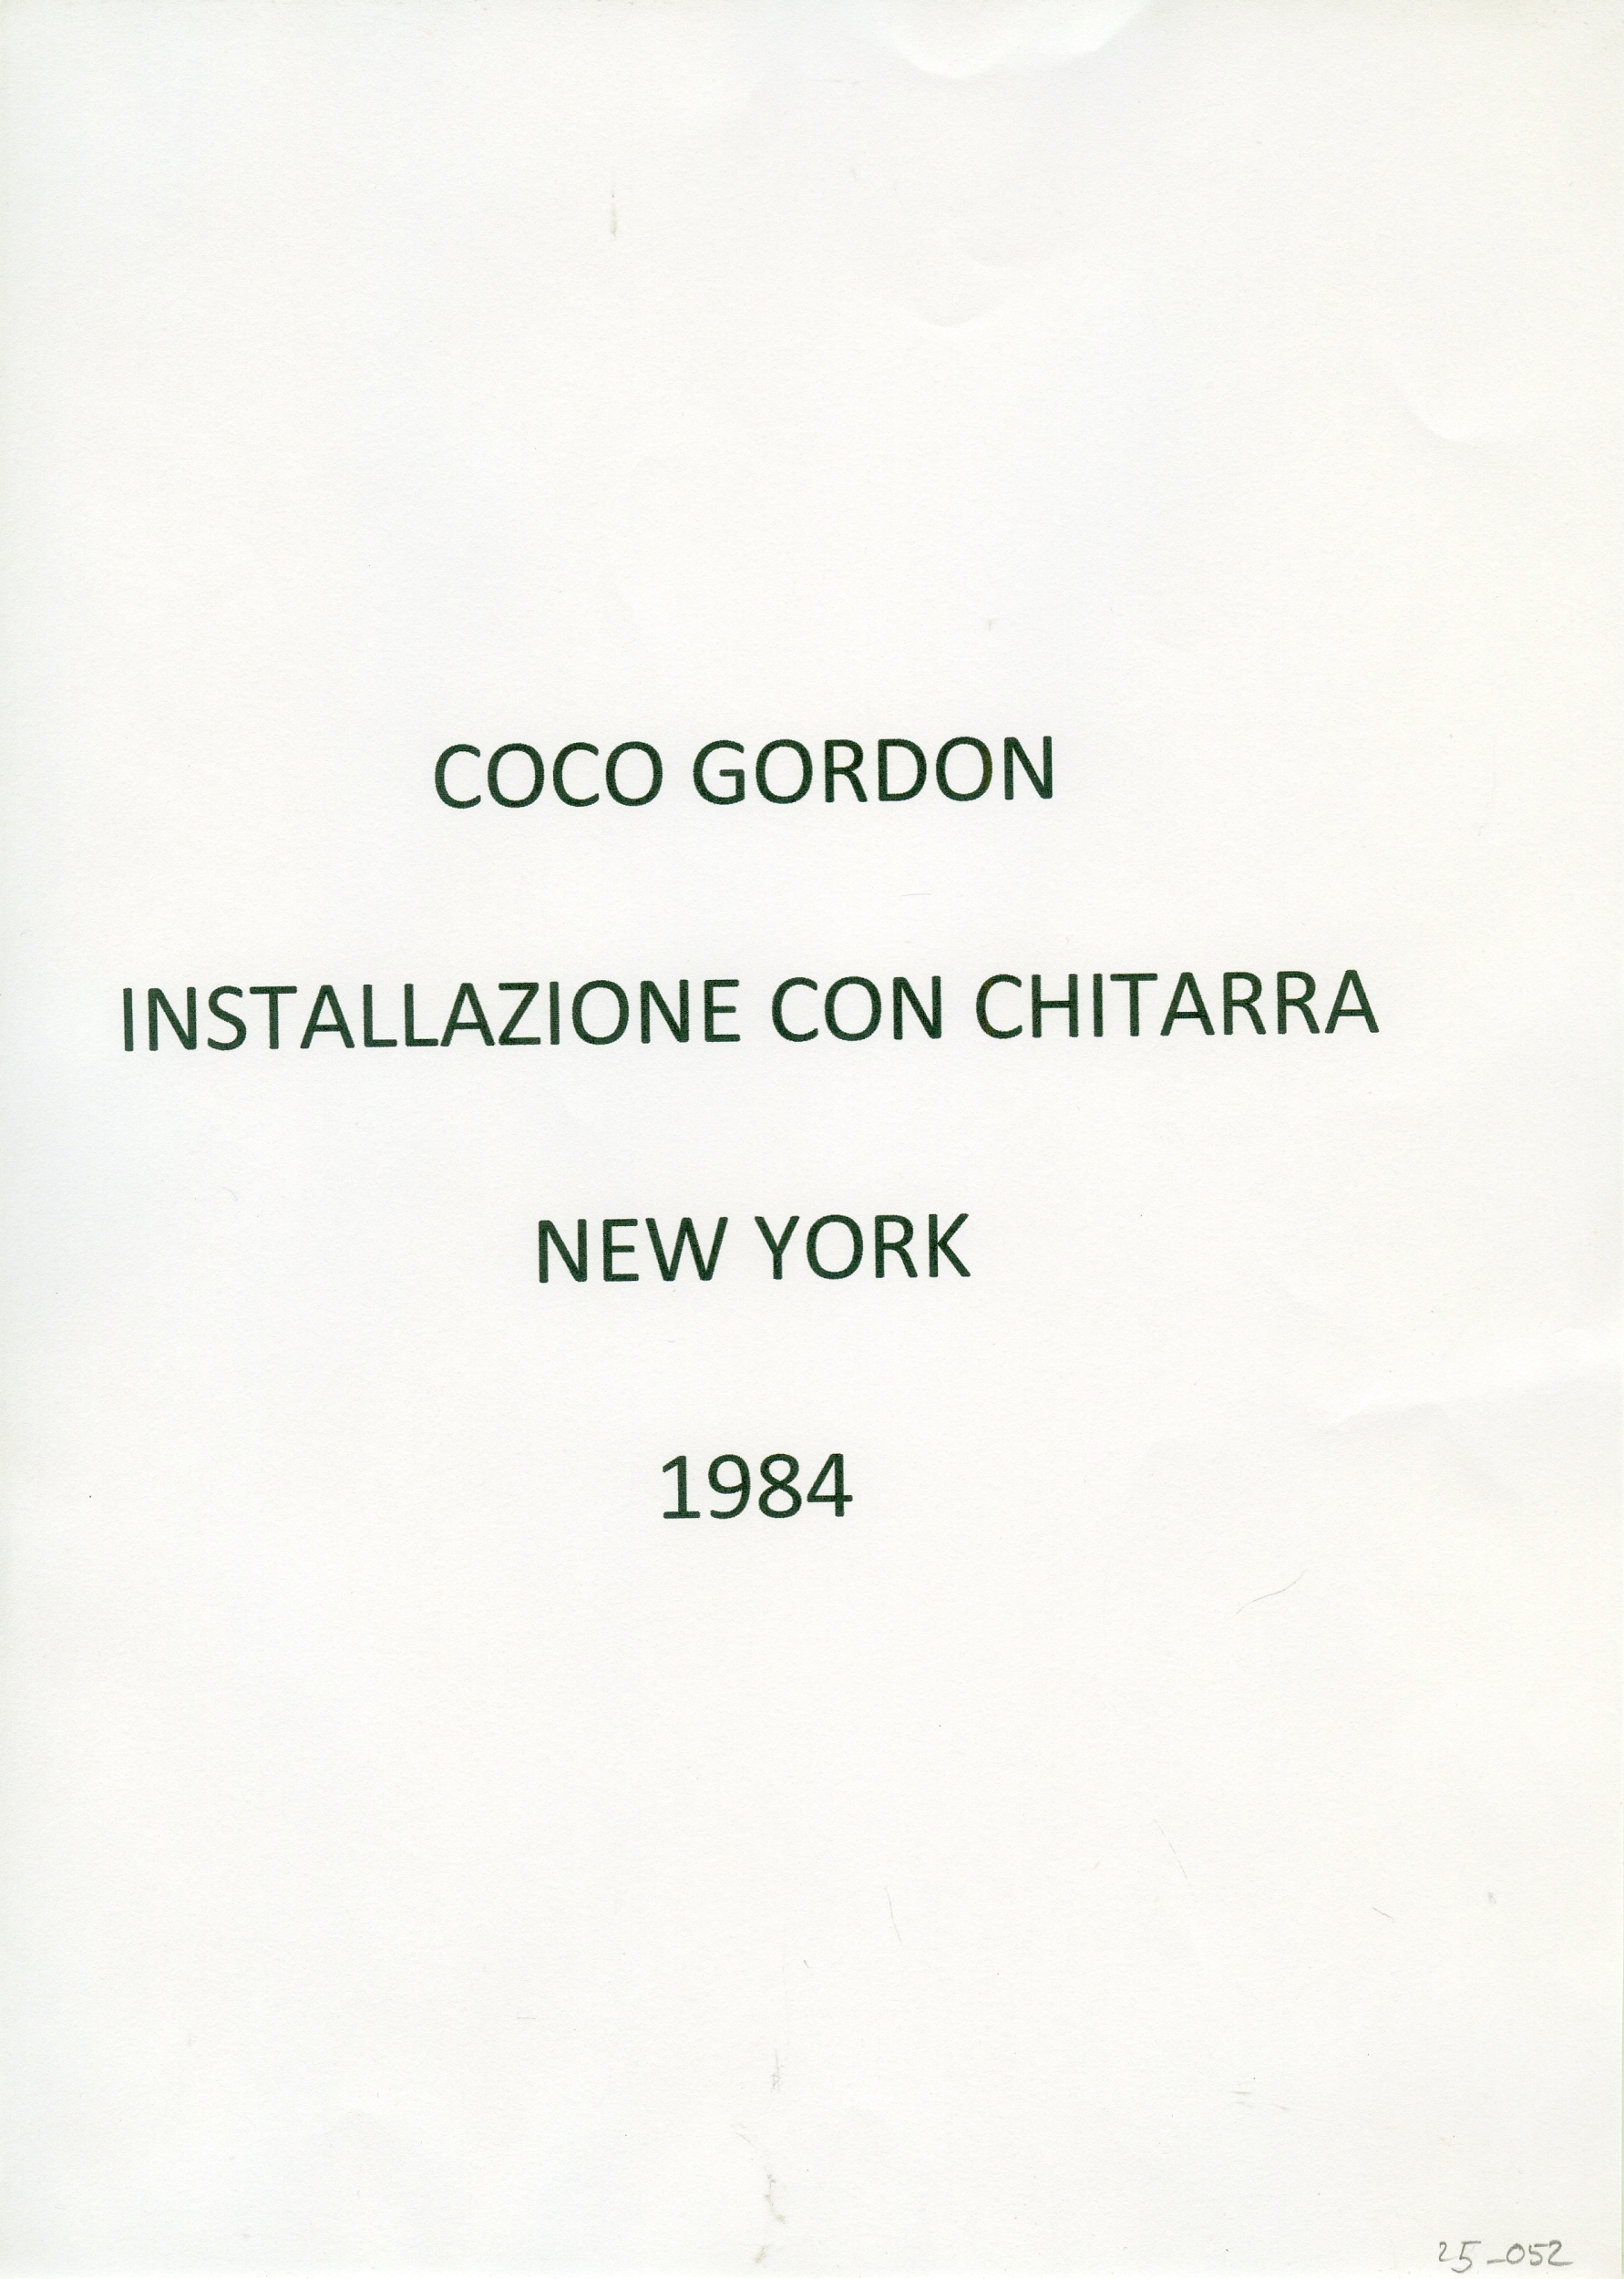 COCO GORDON
INSTALLAZIONE CON CHITARRA
NEW YORK
1984
25_052